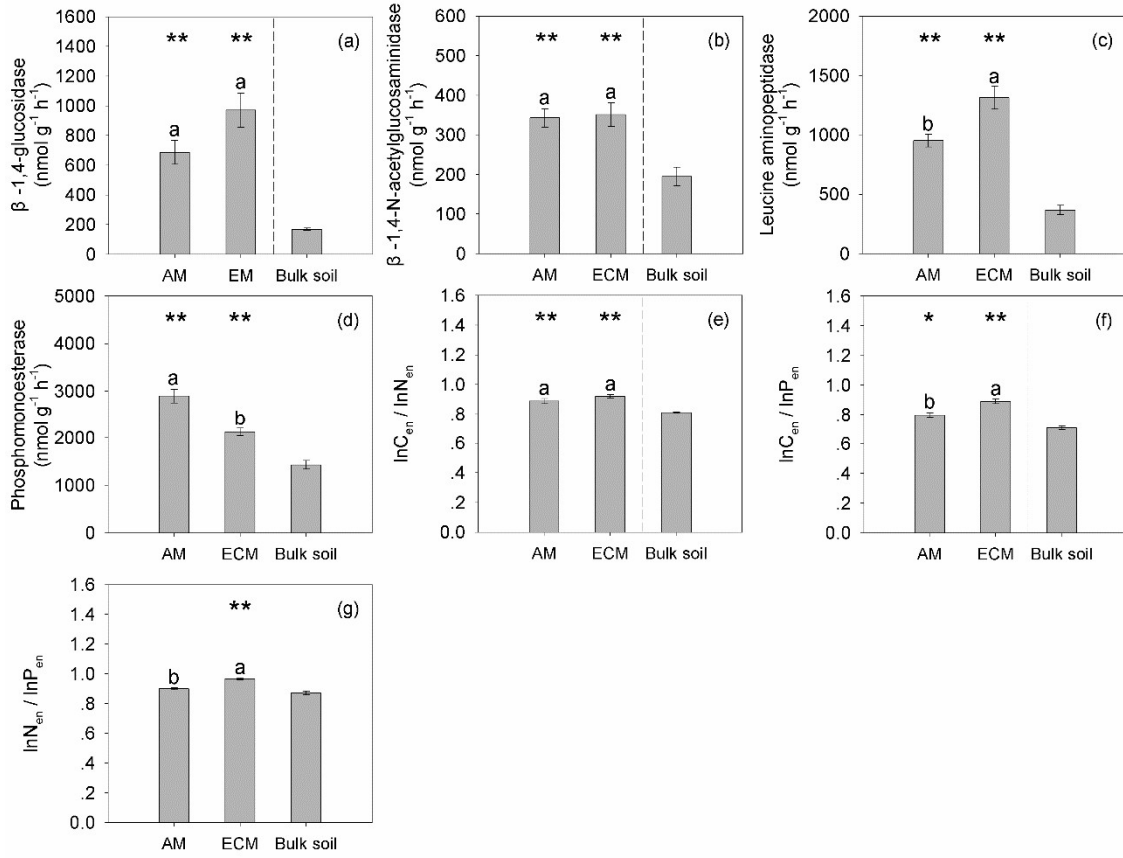 β -1,4-glucosidase
(nmol g⁻¹ h⁻¹)
1600
1400
1200
1000
800
600
400
200
0
** **
(a)
a a
AM EM Bulk soil
β -1,4-N-acetylglucosaminidase
(nmol g⁻¹ h⁻¹)
600
500
400
300
200
100
0
** **
(b)
a a
AM ECM Bulk soil
Leucine aminopeptidase
(nmol g⁻¹ h⁻¹)
2000
1500
1000
500
0
** **
(c)
b a
AM ECM Bulk soil
Phosphomonoesterase
(nmol g⁻¹ h⁻¹)
5000
4000
3000
2000
1000
0
** **
(d)
a b
AM ECM Bulk soil
lnCen / lnNen
1.6
1.4
1.2
1.0
.8
.6
.4
.2
0.0
** **
(e)
a a
AM ECM Bulk soil
lnCen / lnPen
1.6
1.4
1.2
1.0
.8
.6
.4
.2
0.0
* **
(f)
b a
AM ECM Bulk soil
lnNen / lnPen
1.6
1.4
1.2
1.0
.8
.6
.4
.2
0.0
**
(g)
b a
AM ECM Bulk soil